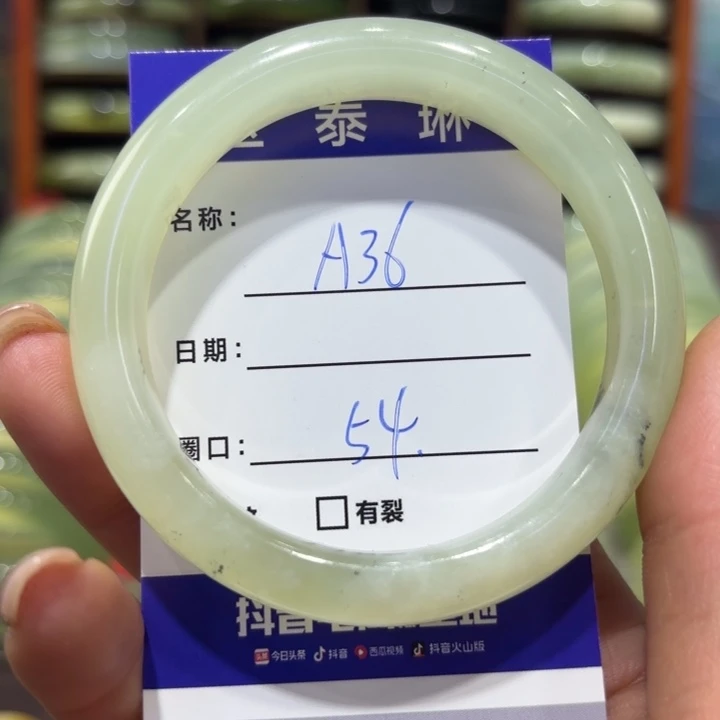 泰琳
名称: A36
日期:
圈口: 54.
有裂
抖音
今日头条 抖音 西瓜视频 抖音火山版